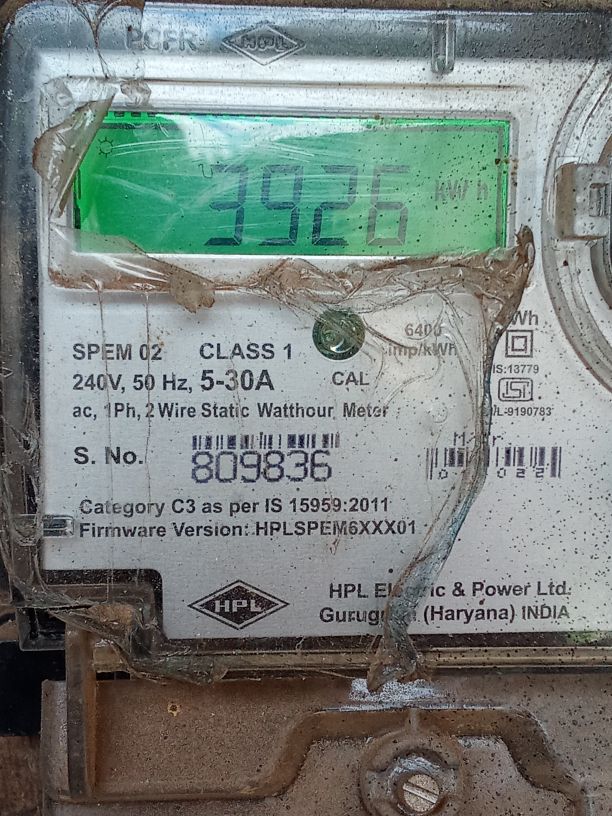 HPL
3926 kWh
6400
imp/kWh
SPEM 02 CLASS 1
240V, 50 Hz, 5-30A CAL
IS:13779
ac, 1Ph, 2 Wire Static Watthour Meter
S. No. 809836
Category C3 as per IS 15959:2011
Firmware Version: HPLSPEM6XXX01
HPL
HPL Electric & Power Ltd.
(Haryana) INDIA